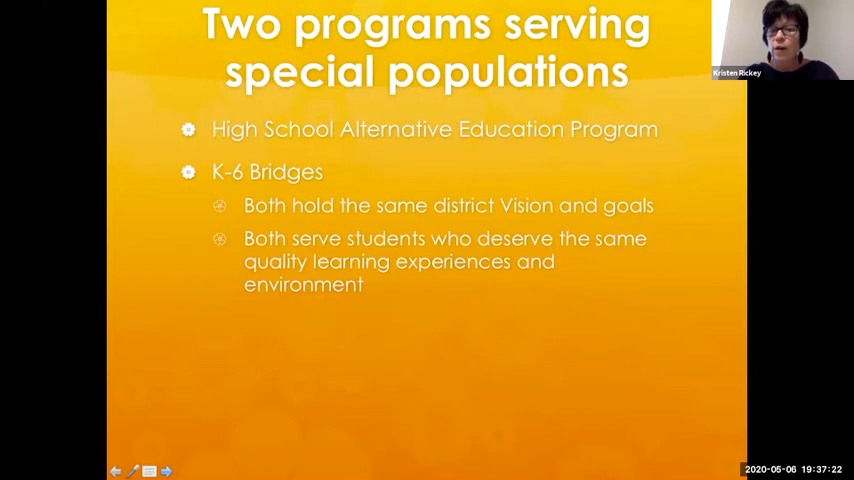 Two programs serving
special populations
High School Alternative Education Program
K-6 Bridges
Both hold the same district Vision and goals
Both serve students who deserve the same
quality learning experiences and
environment
Kristen Rickey
2020-05-06 19:37:22